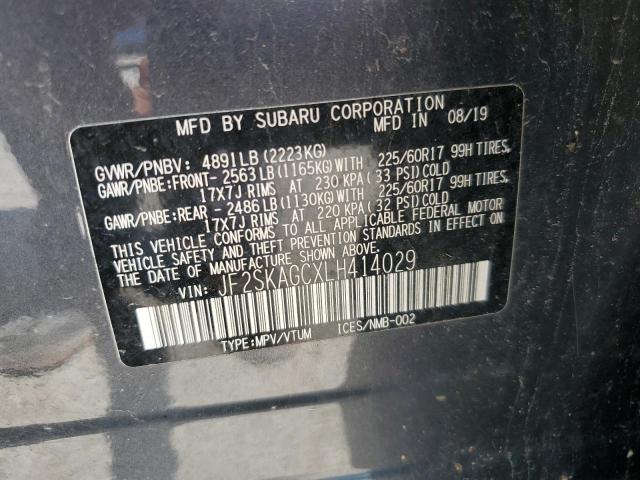 MFD BY SUBARU CORPORATION
MFD IN 08/19
GVWR/PNBV: 4891LB(2223KG)
GAWR/PNBE:FRONT- 2563LB(1165KG)WITH 225/60R17 99H TIRES,
17X7J RIMS AT 230 KPA(33 PSI)COLD
GAWR/PNBE:REAR - 2486LB(1130KG)WITH 225/60R17 99H TIRES,
17X7J RIMS AT 220 KPA(32 PSI)COLD
THIS VEHICLE CONFORMS TO ALL APPLICABLE FEDERAL MOTOR
VEHICLE SAFETY AND THEFT PREVENTION STANDARDS IN EFFECT ON
THE DATE OF MANUFACTURE SHOWN ABOVE.
VIN: JF2SKAGCXLH414029
TYPE:MPV/VTUM ICES/NMB-002